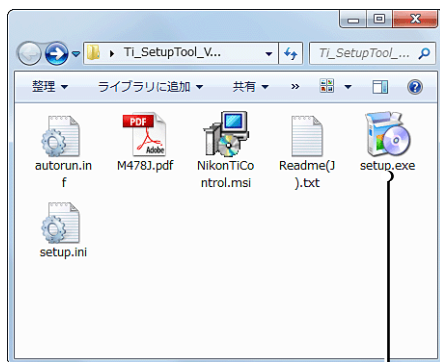 Ti_SetupTool_V...
Ti_SetupTool_...
整理 ライブラリに追加 共有 »
PDF
Adobe
autorun.in
f
M478J.pdf
NikonTiCo
ntrol.msi
Readme(J
).txt
setup.exe
setup.ini